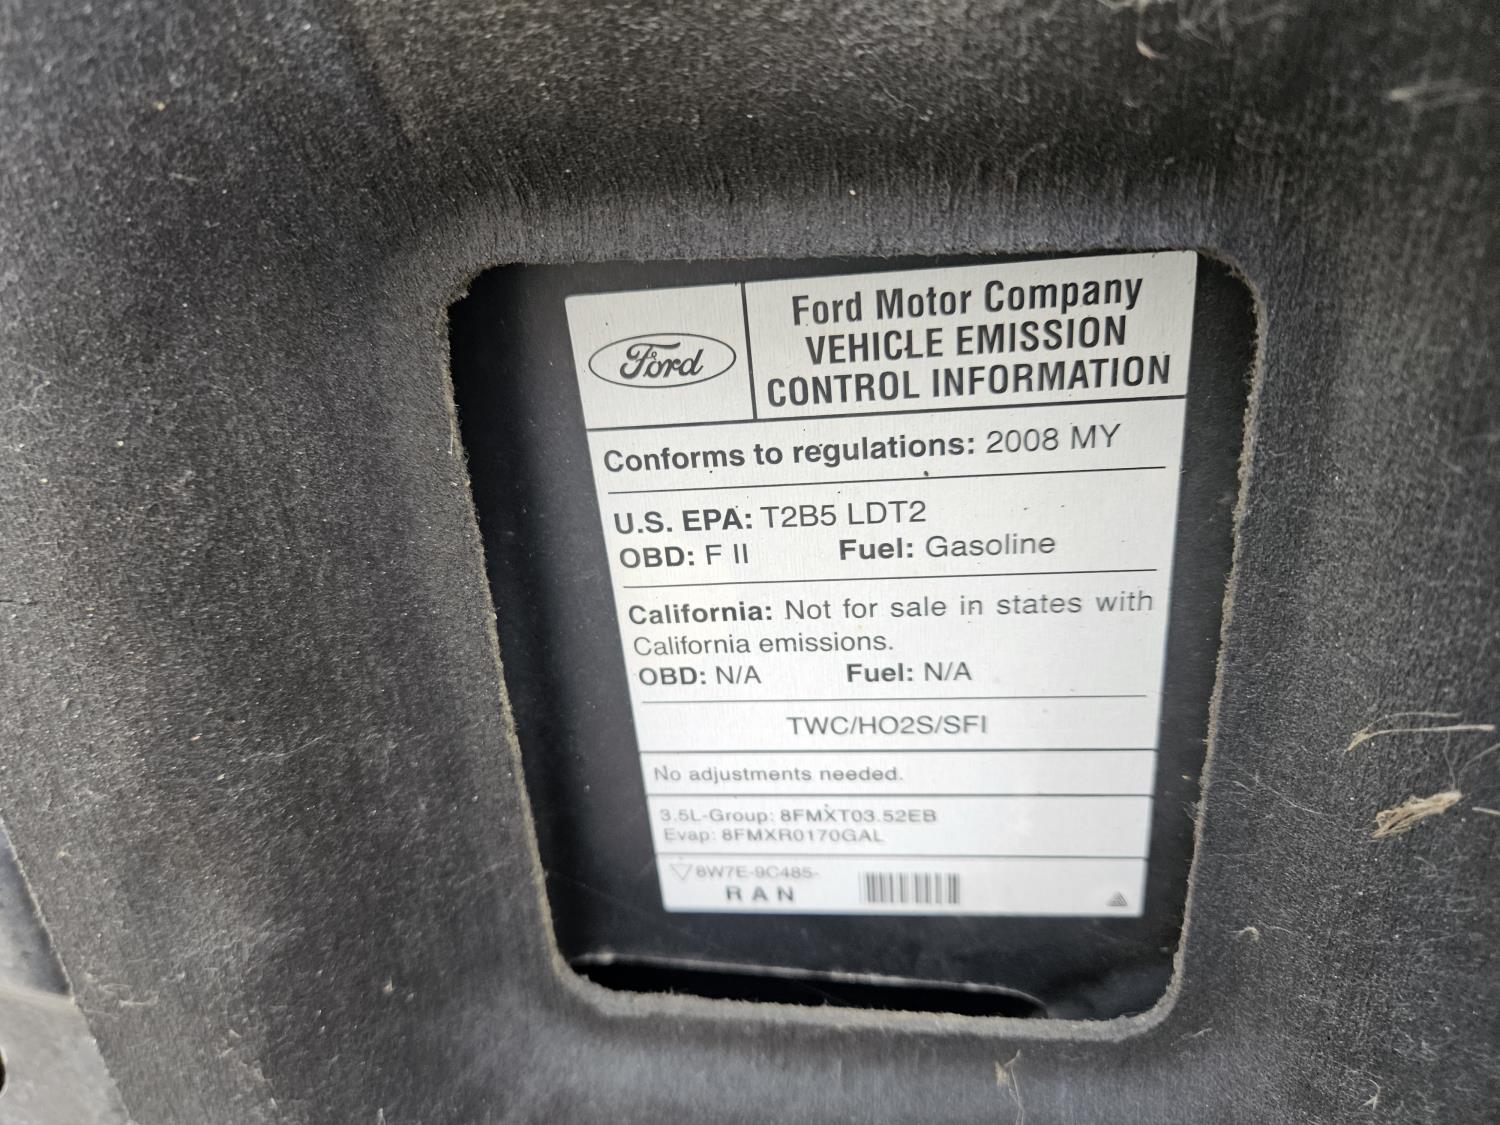 Ford
Ford Motor Company
VEHICLE EMISSION
CONTROL INFORMATION
Conforms to regulations: 2008 MY
U.S. EPA: T2B5 LDT2
OBD: F II Fuel: Gasoline
California: Not for sale in states with
California emissions.
OBD: N/A Fuel: N/A
TWC/HO2S/SFI
No adjustments needed.
3.5L-Group: 8FMXT03.52EB
Evap: 8FMXR0170GAL
8W7E-9C485-
R A N